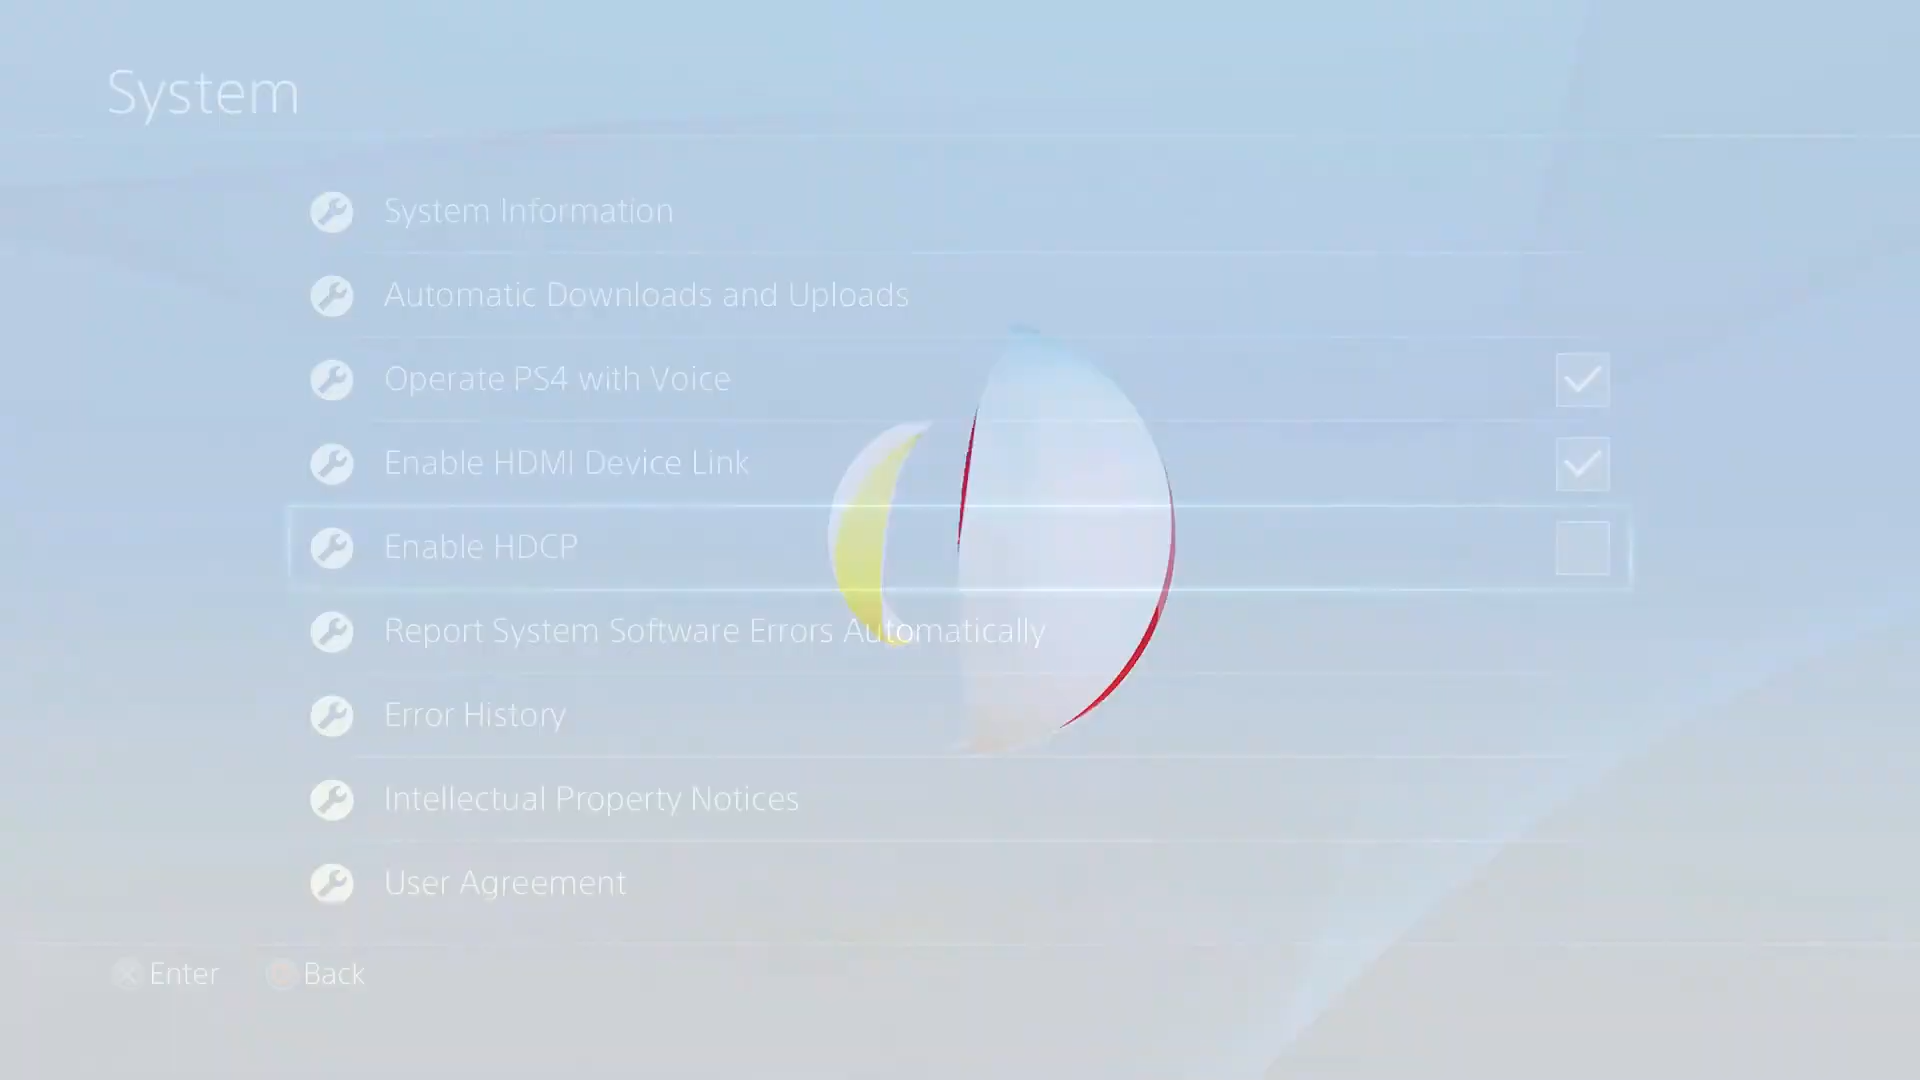 System
System Information
Automatic Downloads and Uploads
Operate PS4 with Voice
Enable HDMI Device Link
Enable HDCP
Report System Software Errors Automatically
Error History
Intellectual Property Notices
User Agreement
Enter Back